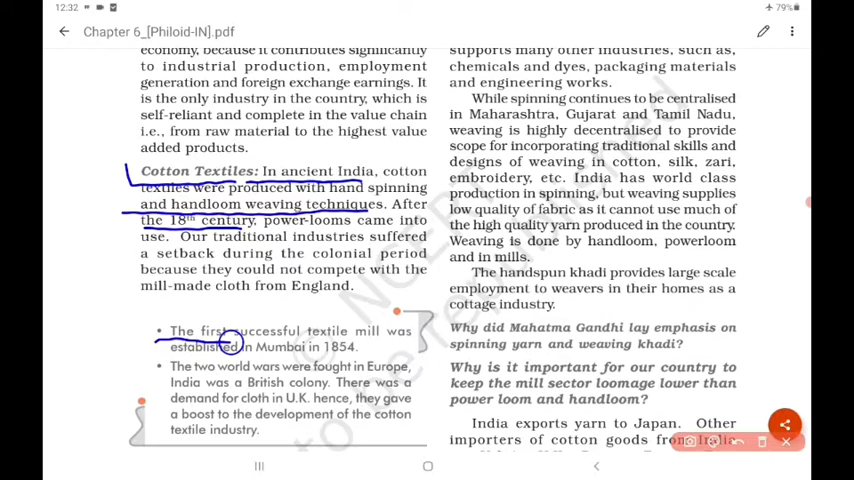 12:32
79%
Chapter 6_[Philoid-IN].pdf
economy, because it contributes significantly
to industrial production, employment
generation and foreign exchange earnings. It
is the only industry in the country, which is
self-reliant and complete in the value chain
i.e., from raw material to the highest value
added products.
Cotton Textiles: In ancient India, cotton
textiles were produced with hand spinning
and handloom weaving techniques. After
the 18th century, power-looms came into
use. Our traditional industries suffered
a setback during the colonial period
because they could not compete with the
mill-made cloth from England.
• The first successful textile mill was
established in Mumbai in 1854.
• The two world wars were fought in Europe,
India was a British colony. There was a
demand for cloth in U.K. hence, they gave
a boost to the development of the cotton
textile industry.
supports many other industries, such as,
chemicals and dyes, packaging materials
and engineering works.
While spinning continues to be centralised
in Maharashtra, Gujarat and Tamil Nadu,
weaving is highly decentralised to provide
scope for incorporating traditional skills and
designs of weaving in cotton, silk, zari,
embroidery, etc. India has world class
production in spinning, but weaving supplies
low quality of fabric as it cannot use much of
the high quality yarn produced in the country.
Weaving is done by handloom, powerloom
and in mills.
The handspun khadi provides large scale
employment to weavers in their homes as a
cottage industry.
Why did Mahatma Gandhi lay emphasis on
spinning yarn and weaving khadi?
Why is it important for our country to
keep the mill sector loomage lower than
power loom and handloom?
India exports yarn to Japan. Other
importers of cotton goods from India
© NCERT
to be republished